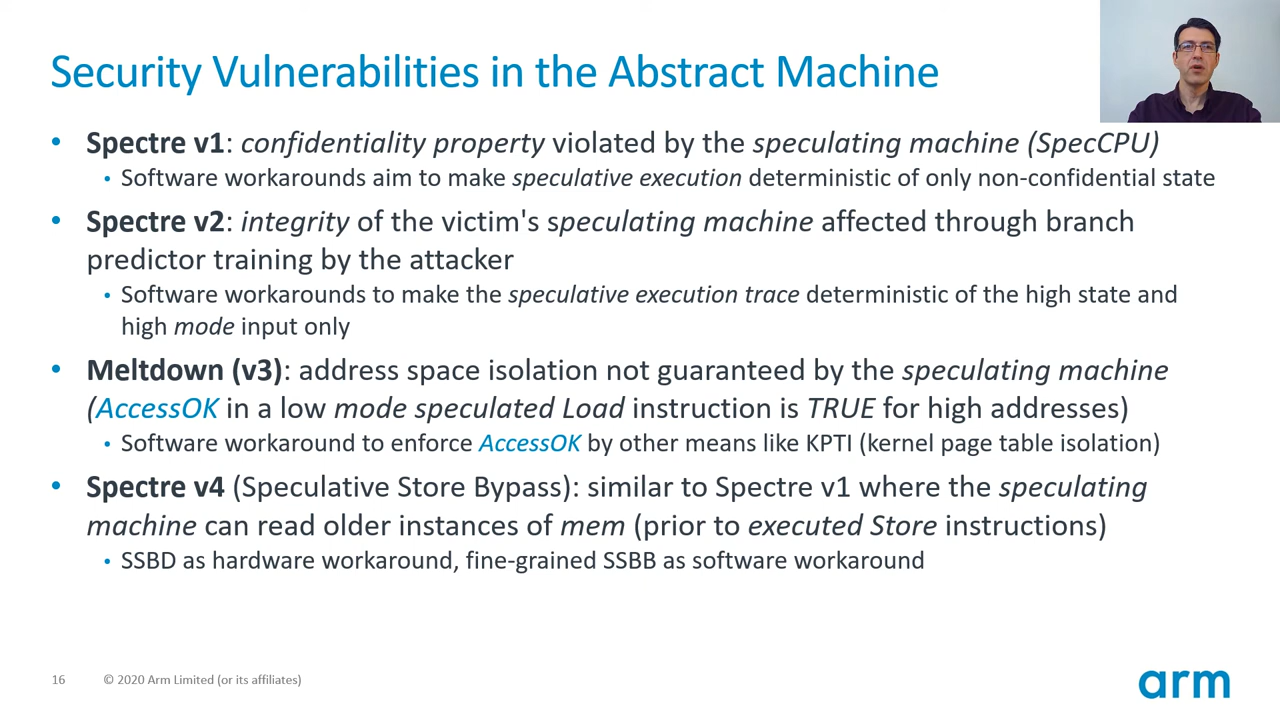 Security Vulnerabilities in the Abstract Machine
• Spectre v1: confidentiality property violated by the speculating machine (SpecCPU)
• Software workarounds aim to make speculative execution deterministic of only non-confidential state
• Spectre v2: integrity of the victim's speculating machine affected through branch
predictor training by the attacker
• Software workarounds to make the speculative execution trace deterministic of the high state and
high mode input only
• Meltdown (v3): address space isolation not guaranteed by the speculating machine
(AccessOK in a low mode speculated Load instruction is TRUE for high addresses)
• Software workaround to enforce AccessOK by other means like KPTI (kernel page table isolation)
• Spectre v4 (Speculative Store Bypass): similar to Spectre v1 where the speculating
machine can read older instances of mem (prior to executed Store instructions)
• SSBD as hardware workaround, fine-grained SSBB as software workaround
16 © 2020 Arm Limited (or its affiliates)
arm